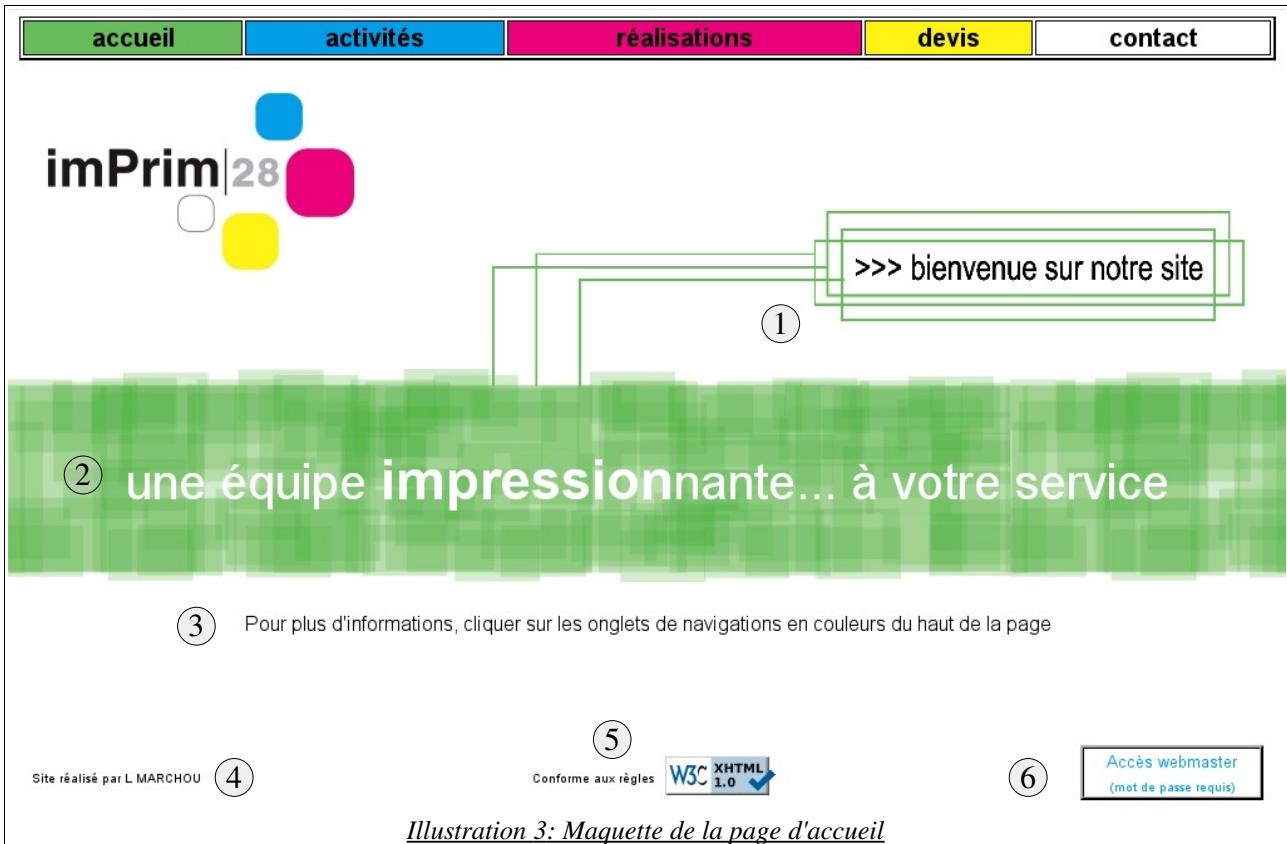 accueil activités réalisations devis contact
imPrim|28
>>> bienvenue sur notre site
1
2 une équipe impressionnante... à votre service
3 Pour plus d'informations, cliquer sur les onglets de navigations en couleurs du haut de la page
5
Site réalisé par L MARCHOU 4
Conforme aux règles W3C XHTML 1.0
6
Accès webmaster
(mot de passe requis)
Illustration 3: Maquette de la page d'accueil